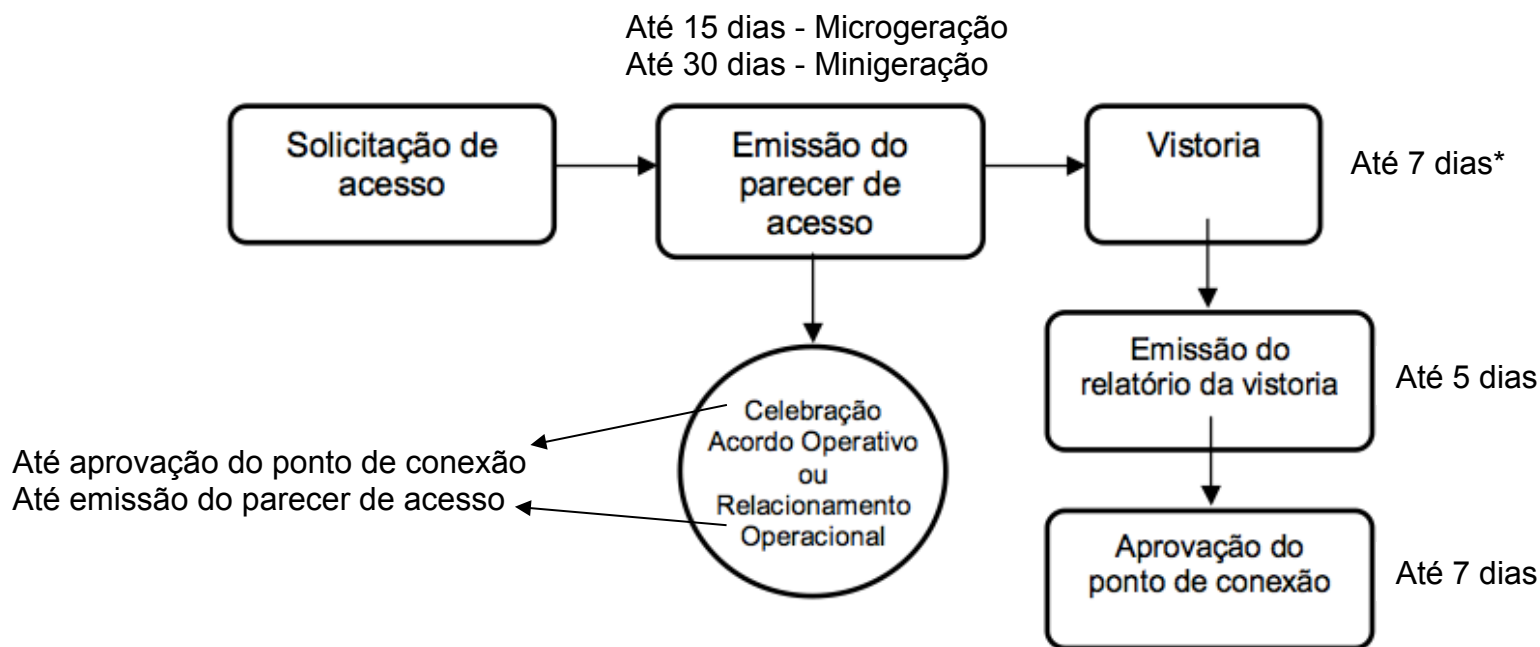 Até 15 dias - Microgeração
Até 30 dias - Minigeração
Solicitação de
acesso
Emissão do
parecer de
acesso
Vistoria
Até 7 dias*
Emissão do
relatório da vistoria
Até 5 dias
Celebração
Acordo Operativo
ou
Relacionamento
Operacional
Até aprovação do ponto de conexão
Até emissão do parecer de acesso
Aprovação do
ponto de conexão
Até 7 dias